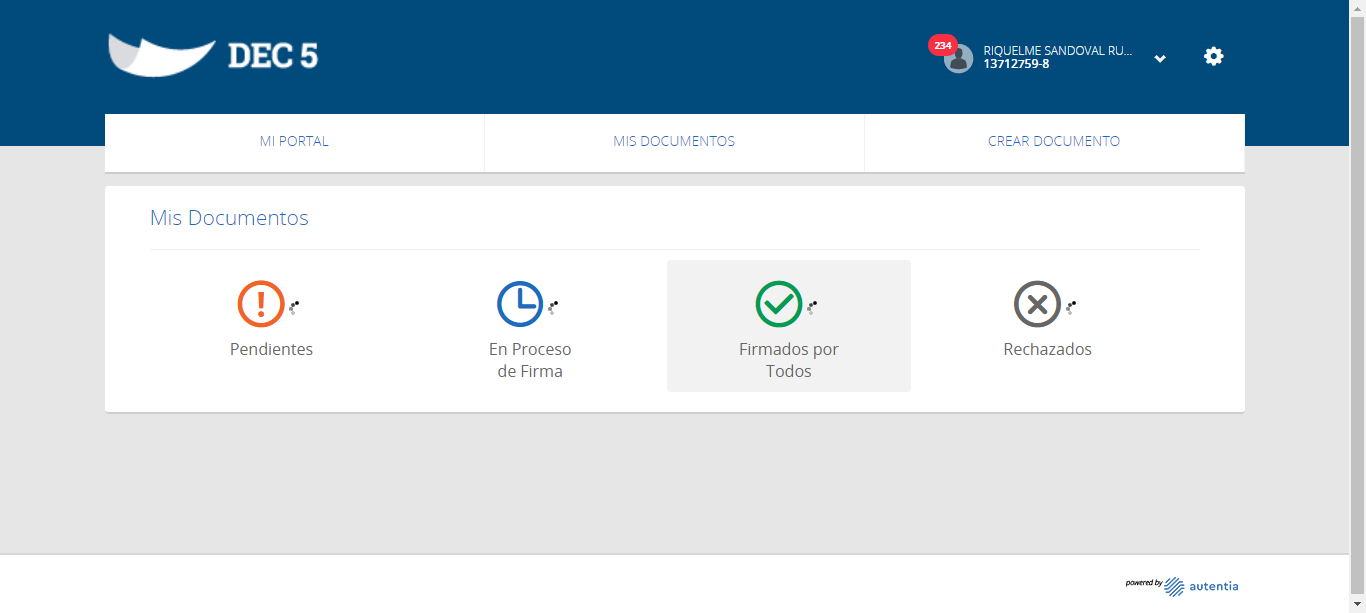 DEC 5
234
RIQUELME SANDOVAL RU...
13712759-8
MI PORTAL
MIS DOCUMENTOS
CREAR DOCUMENTO
Mis Documentos
Pendientes
En Proceso
de Firma
Firmados por
Todos
Rechazados
powered by
autentia